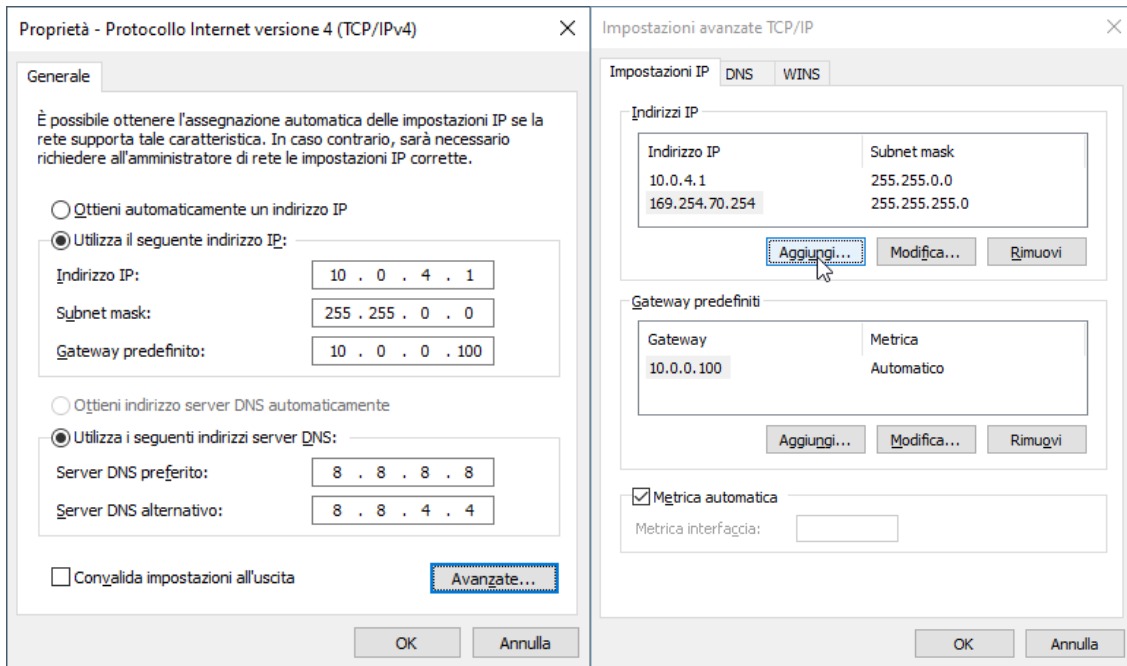 Proprietà - Protocollo Internet versione 4 (TCP/IPv4)
Generale
È possibile ottenere l'assegnazione automatica delle impostazioni IP se la
rete supporta tale caratteristica. In caso contrario, sarà necessario
richiedere all'amministratore di rete le impostazioni IP corrette.
Ottieni automaticamente un indirizzo IP
Utilizza il seguente indirizzo IP:
Indirizzo IP: 10 . 0 . 4 . 1
Subnet mask: 255 . 255 . 0 . 0
Gateway predefinito: 10 . 0 . 0 . 100
Ottieni indirizzo server DNS automaticamente
Utilizza i seguenti indirizzi server DNS:
Server DNS preferito: 8 . 8 . 8 . 8
Server DNS alternativo: 8 . 8 . 4 . 4
Convalida impostazioni all'uscita
Avanzate...
OK Annulla
Impostazioni avanzate TCP/IP
Impostazioni IP DNS WINS
Indirizzi IP
Indirizzo IP Subnet mask
10.0.4.1 255.255.0.0
169.254.70.254 255.255.255.0
Aggiungi... Modifica... Rimuovi
Gateway predefiniti
Gateway Metrica
10.0.0.100 Automatico
Aggiungi... Modifica... Rimuovi
Metrica automatica
Metrica interfaccia:
OK Annulla